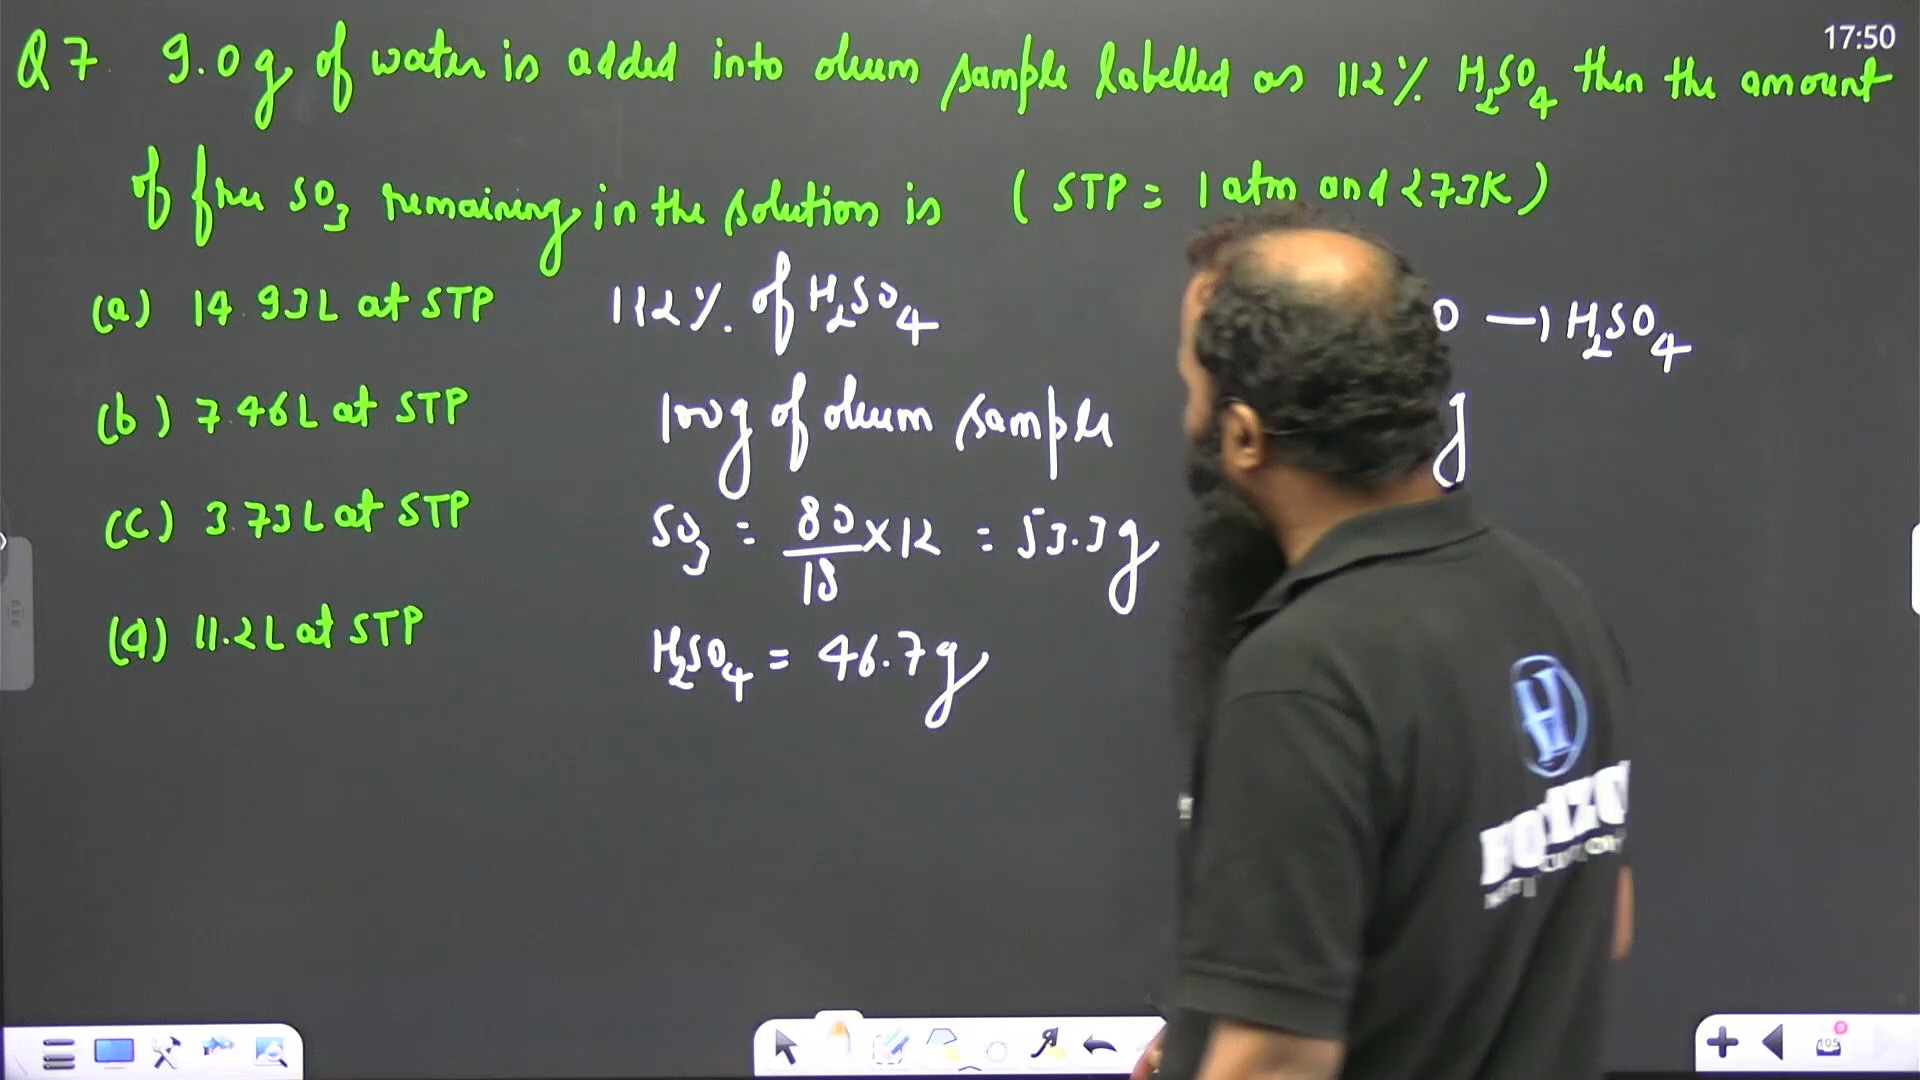 17:50
Q7 9.0g of water is added into oleum sample labelled as 112% H₂SO₄ then the amount
of free SO₃ remaining in the solution is (STP = 1 atm and 273K)
(a) 14.93L at STP
112% of H₂SO₄
O → H₂SO₄
(b) 7.46L at STP
100g of oleum sample
g
(c) 3.73L at STP
SO₃ = 80/18 × 12 = 53.3g
(d) 11.2L at STP
H₂SO₄ = 46.7g
H
105